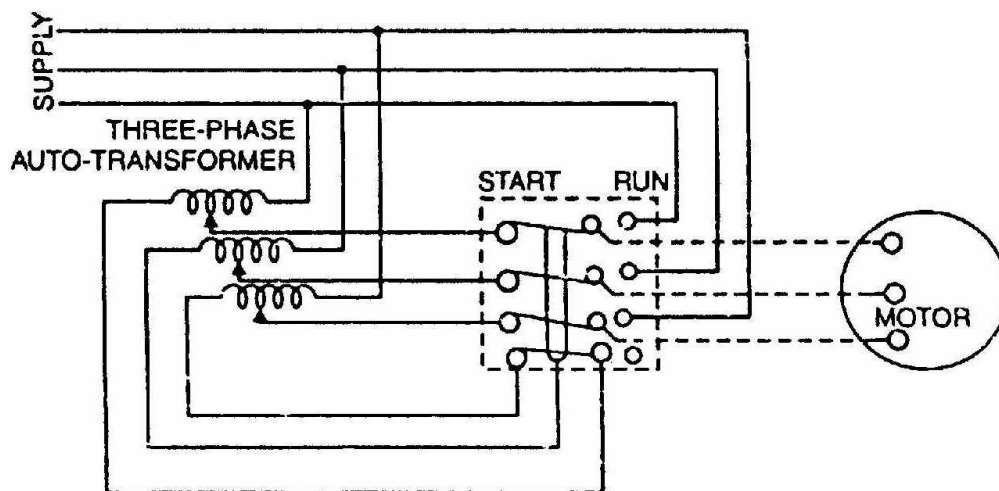 SUPPLY
THREE-PHASE
AUTO-TRANSFORMER
START RUN
MOTOR